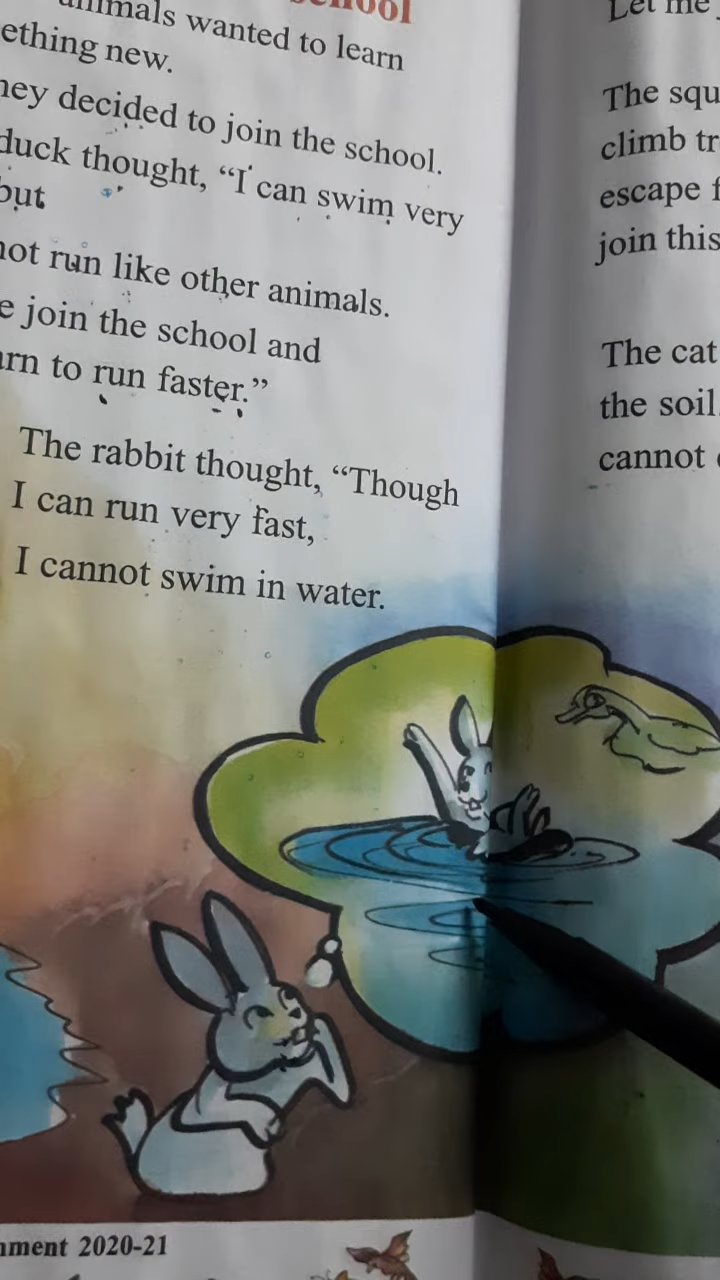 school
animals wanted to learn
ething new.
hey decided to join the school.
duck thought, “I can swim very
but
not run like other animals.
e join the school and
arn to run faster.”
The rabbit thought, “Though
I can run very fast,
I cannot swim in water.
nment 2020-21
Let me
The squ
climb tr
escape f
join this
The cat
the soil.
cannot